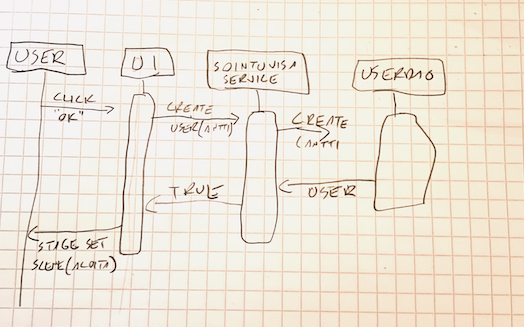 USER
UI
SOINTUVISA
SERVICE
USERDAO
CLICK
"OK"
CREATE
USER(ANTTI)
CREATE
(ANTTI
USER
TRUE
STAGE SET
SCENE(ALOITA)